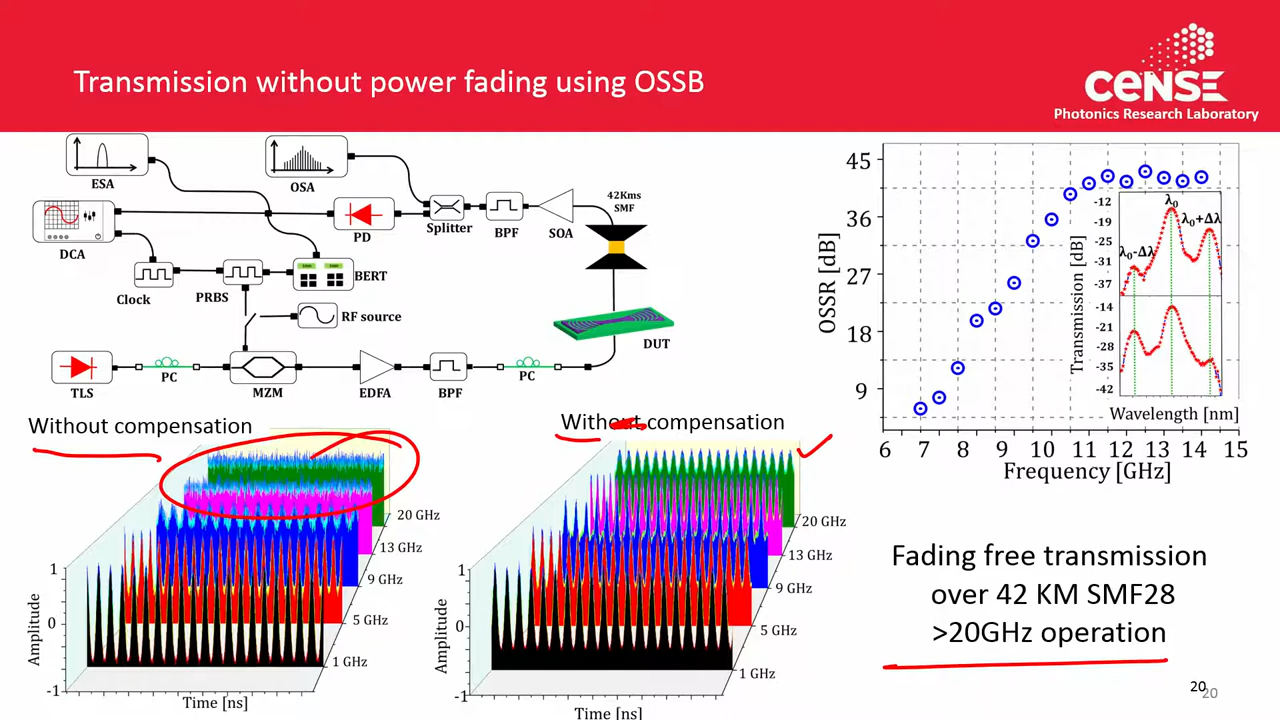 Transmission without power fading using OSSB
CENSE
Photonics Research Laboratory
ESA
OSA
DCA
PD
Splitter
BPF
SOA
42Kms
SMF
Clock
PRBS
BERT
RF source
DUT
TLS
PC
MZM
EDFA
BPF
PC
Without compensation
1
0
-1
Amplitude
Time [ns]
20 GHz
13 GHz
9 GHz
5 GHz
1 GHz
Without compensation
1
0
-1
Amplitude
Time [ns]
20 GHz
13 GHz
9 GHz
5 GHz
1 GHz
45
36
27
18
9
OSSR [dB]
6 7 8 9 10 11 12 13 14 15
Frequency [GHz]
Transmission [dB]
-12
-19
-25
-31
-37
-14
-21
-28
-35
-42
λ0
λ0+Δλ
λ0-Δλ
Wavelength [nm]
Fading free transmission
over 42 KM SMF28
>20GHz operation
20
20